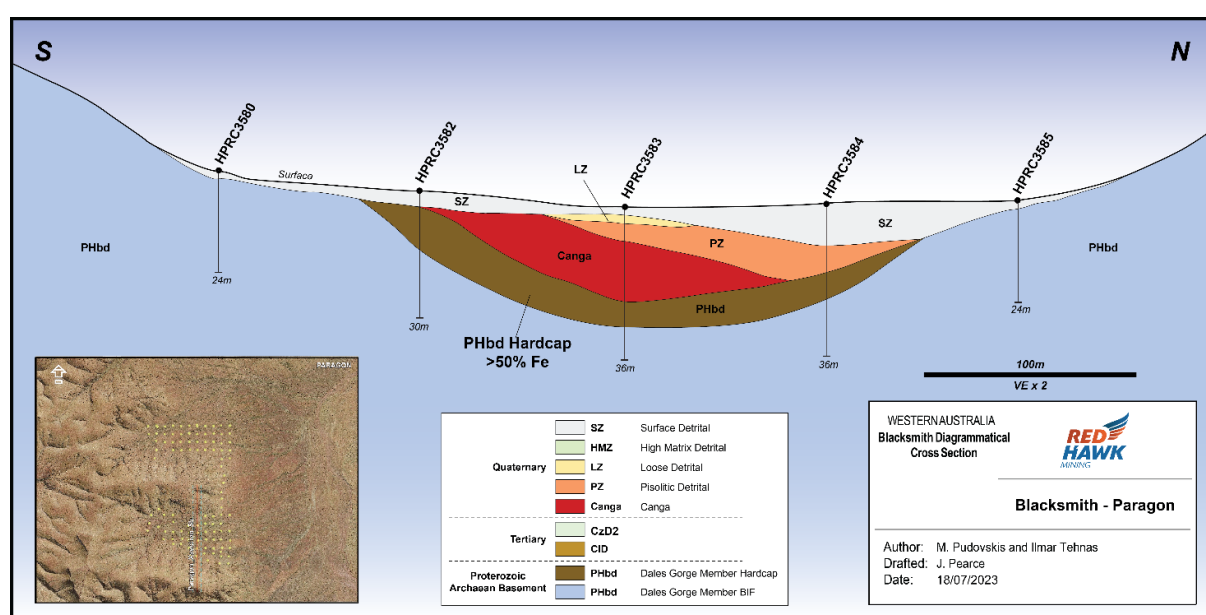 S
N
HPRC3580
HPRC3582
HPRC3583
HPRC3584
HPRC3585
Surface
LZ
SZ
SZ
PZ
PHbd
PHbd
Canga
PHbd
24m
24m
30m
PHbd Hardcap
>50% Fe
36m
36m
100m
VE x 2
PARAGON
SZ Surface Detrital
HMZ High Matrix Detrital
Quaternary LZ Loose Detrital
PZ Pisolitic Detrital
Canga Canga
Tertiary CzD2
CID
Proterozoic PHbd Dales Gorge Member Hardcap
Archaean Basement PHbd Dales Gorge Member BIF
WESTERN AUSTRALIA
Blacksmith Diagrammatical
Cross Section
RED
HAWK
MINING
Blacksmith - Paragon
Author: M. Pudovskis and Ilmar Tehnas
Drafted: J. Pearce
Date: 18/07/2023